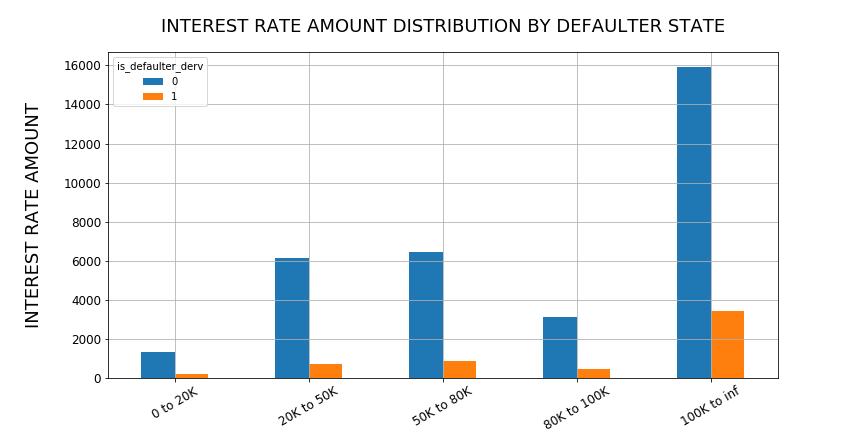 INTEREST RATE AMOUNT DISTRIBUTION BY DEFAULTER STATE
INTEREST RATE AMOUNT
is_defaulter_derv
0
1
16000
14000
12000
10000
8000
6000
4000
2000
0
0 to 20K
20K to 50K
50K to 80K
80K to 100K
100K to inf